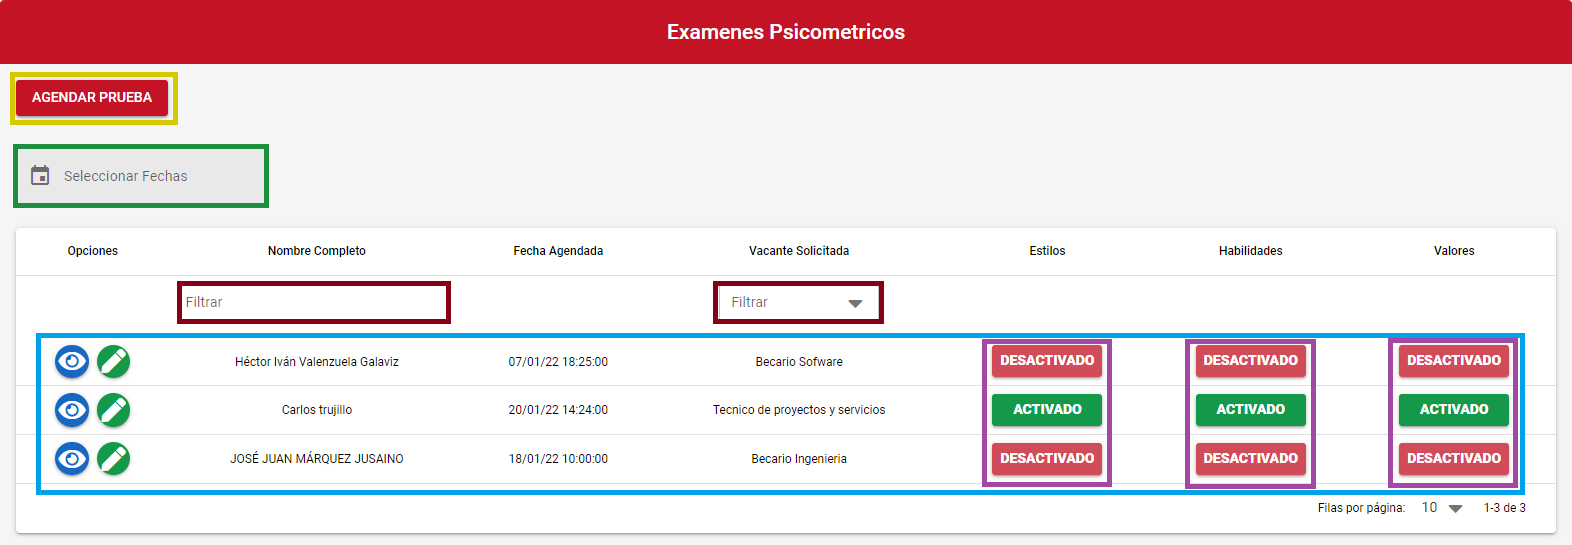 Examenes Psicometricos
AGENDAR PRUEBA
Seleccionar Fechas
Opciones Nombre Completo Fecha Agendada Vacante Solicitada Estilos Habilidades Valores
Filtrar Filtrar
Héctor Iván Valenzuela Galaviz 07/01/22 18:25:00 Becario Sofware DESACTIVADO DESACTIVADO DESACTIVADO
Carlos trujillo 20/01/22 14:24:00 Tecnico de proyectos y servicios ACTIVADO ACTIVADO ACTIVADO
JOSÉ JUAN MÁRQUEZ JUSAINO 18/01/22 10:00:00 Becario Ingenieria DESACTIVADO DESACTIVADO DESACTIVADO
Filas por página: 10 1-3 de 3